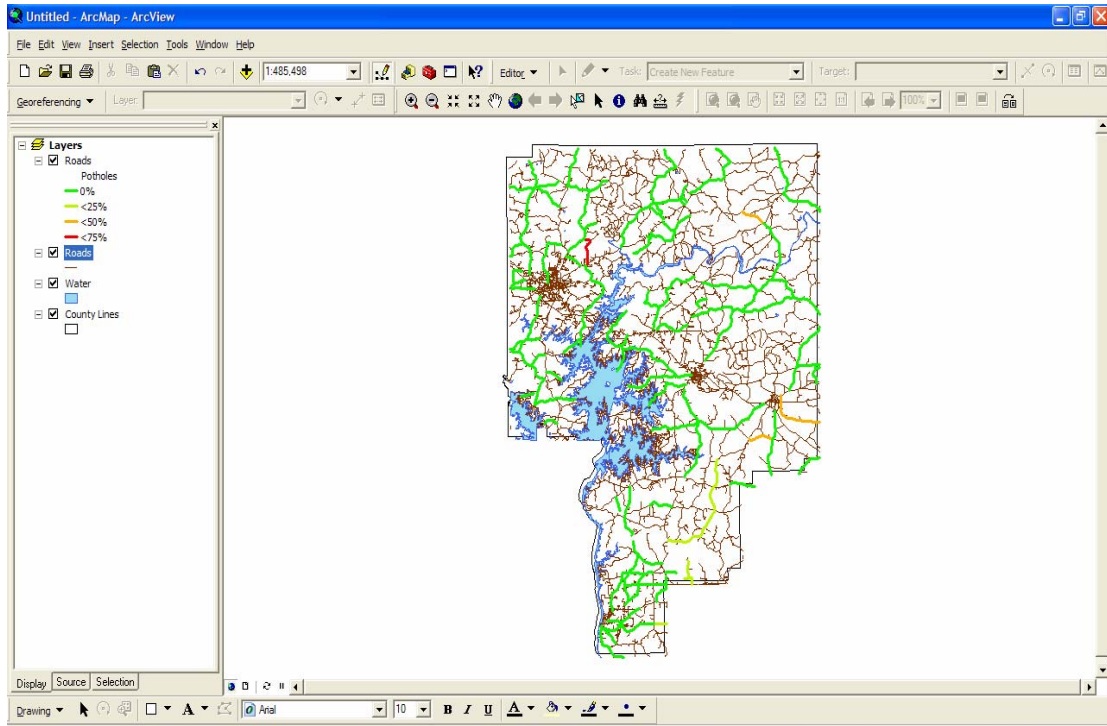 Untitled - ArcMap - ArcView
File Edit View Insert Selection Tools Window Help
1:485,498 Editor Task: Create New Feature Target:
Georeferencing Layer: 100%
Layers
Roads
Potholes
0%
<25%
<50%
<75%
Roads
Water
County Lines
Display Source Selection
Drawing A Arial 10 B I U A